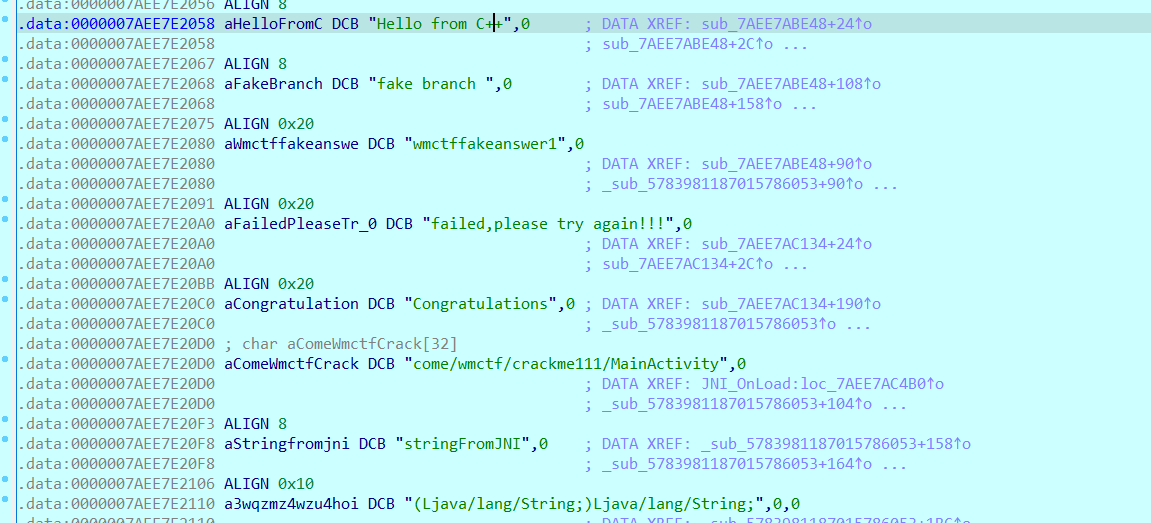 .data:0000007AEE7E2056 ALIGN 8
.data:0000007AEE7E2058 aHelloFromC DCB "Hello from C++",0 ; DATA XREF: sub_7AEE7ABE48+24↑o
.data:0000007AEE7E2058 ; sub_7AEE7ABE48+2C↑o ...
.data:0000007AEE7E2067 ALIGN 8
.data:0000007AEE7E2068 aFakeBranch DCB "fake branch ",0 ; DATA XREF: sub_7AEE7ABE48+108↑o
.data:0000007AEE7E2068 ; sub_7AEE7ABE48+158↑o ...
.data:0000007AEE7E2075 ALIGN 0x20
.data:0000007AEE7E2080 aWmctffakeanswe DCB "wmctffakeanswer1",0
.data:0000007AEE7E2080 ; DATA XREF: sub_7AEE7ABE48+90↑o
.data:0000007AEE7E2080 ; _sub_5783981187015786053+90↑o ...
.data:0000007AEE7E2091 ALIGN 0x20
.data:0000007AEE7E20A0 aFailedPleaseTr_0 DCB "failed,please try again!!!",0
.data:0000007AEE7E20A0 ; DATA XREF: sub_7AEE7AC134+24↑o
.data:0000007AEE7E20A0 ; sub_7AEE7AC134+2C↑o ...
.data:0000007AEE7E20BB ALIGN 0x20
.data:0000007AEE7E20C0 aCongratulation DCB "Congratulations",0 ; DATA XREF: sub_7AEE7AC134+190↑o
.data:0000007AEE7E20C0 ; _sub_5783981187015786053↑o ...
.data:0000007AEE7E20D0 ; char aComeWmctfCrack[32]
.data:0000007AEE7E20D0 aComeWmctfCrack DCB "come/wmctf/crackme111/MainActivity",0
.data:0000007AEE7E20D0 ; DATA XREF: JNI_OnLoad:loc_7AEE7AC4B0↑o
.data:0000007AEE7E20D0 ; _sub_5783981187015786053+104↑o ...
.data:0000007AEE7E20F3 ALIGN 8
.data:0000007AEE7E20F8 aStringfromjni DCB "stringFromJNI",0 ; DATA XREF: _sub_5783981187015786053+158↑o
.data:0000007AEE7E20F8 ; _sub_5783981187015786053+164↑o ...
.data:0000007AEE7E2106 ALIGN 0x10
.data:0000007AEE7E2110 a3wqzmz4wzu4hoi DCB "(Ljava/lang/String;)Ljava/lang/String;",0,0
.data:0000007AEE7E2110 ; DATA XREF: _sub_5783981187015786053+1BC↑o